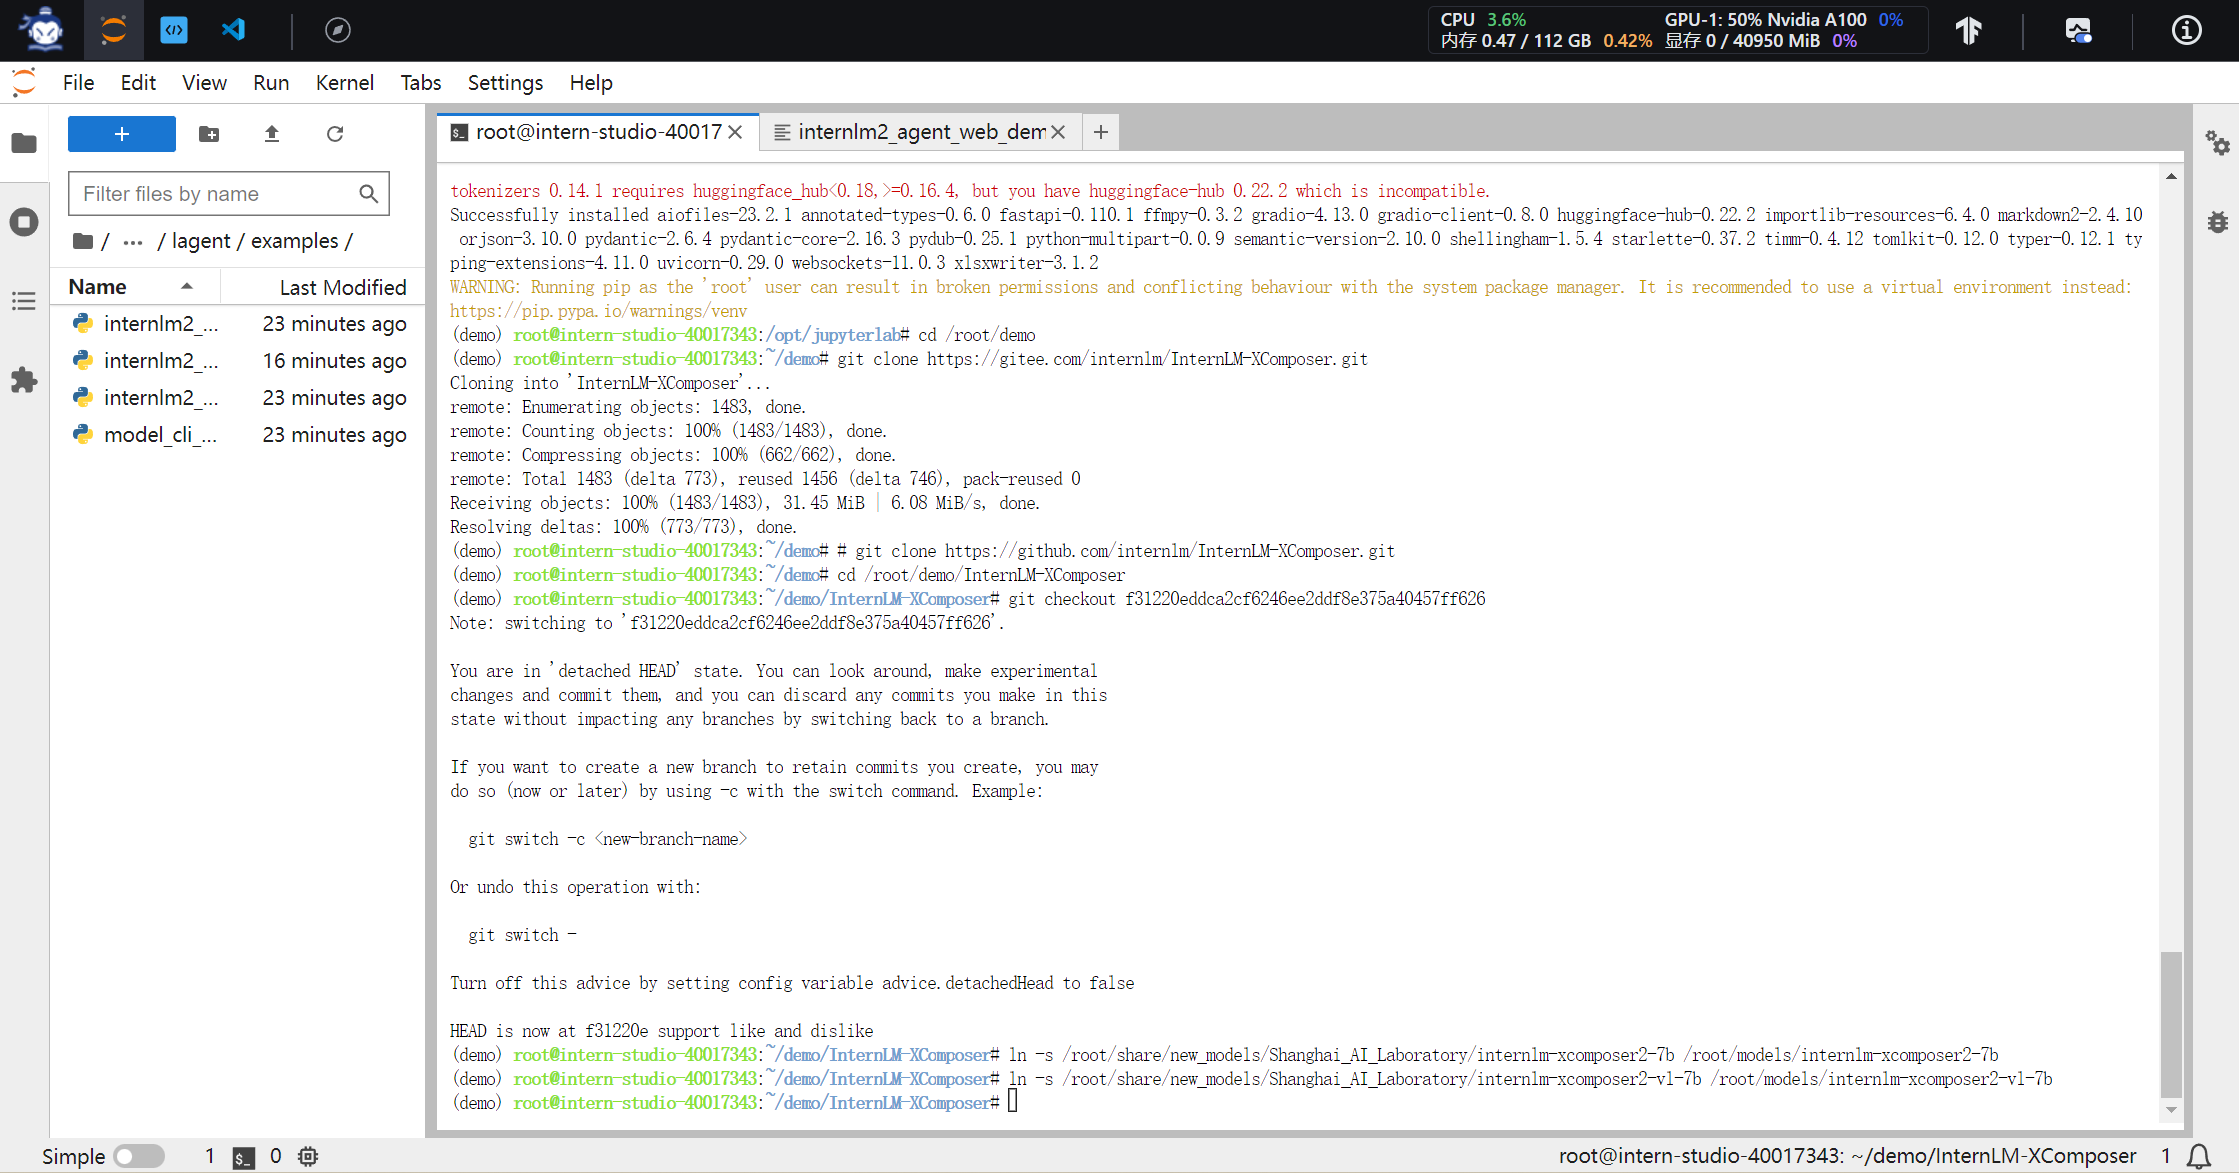 CPU 3.6% GPU-1: 50% Nvidia A100 0%
内存 0.47 / 112 GB 0.42% 显存 0 / 40950 MiB 0%
File Edit View Run Kernel Tabs Settings Help
root@intern-studio-40017
internlm2_agent_web_dem
Filter files by name
/ ··· / lagent / examples /
Name Last Modified
internlm2_... 23 minutes ago
internlm2_... 16 minutes ago
internlm2_... 23 minutes ago
model_cli_... 23 minutes ago
tokenizers 0.14.1 requires huggingface_hub<0.18,>=0.16.4, but you have huggingface-hub 0.22.2 which is incompatible.
Successfully installed aiofiles-23.2.1 annotated-types-0.6.0 fastapi-0.110.1 ffmpy-0.3.2 gradio-4.13.0 gradio-client-0.8.0 huggingface-hub-0.22.2 importlib-resources-6.4.0 markdown2-2.4.10
orjson-3.10.0 pydantic-2.6.4 pydantic-core-2.16.3 pydub-0.25.1 python-multipart-0.0.9 semantic-version-2.10.0 shellingham-1.5.4 starlette-0.37.2 timm-0.4.12 tomlkit-0.12.0 typer-0.12.1 ty
ping-extensions-4.11.0 uvicorn-0.29.0 websockets-11.0.3 xlsxwriter-3.1.2
WARNING: Running pip as the 'root' user can result in broken permissions and conflicting behaviour with the system package manager. It is recommended to use a virtual environment instead:
https://pip.pypa.io/warnings/venv
(demo) root@intern-studio-40017343:/opt/jupyterlab# cd /root/demo
(demo) root@intern-studio-40017343:~/demo# git clone https://gitee.com/internlm/InternLM-XComposer.git
Cloning into 'InternLM-XComposer'...
remote: Enumerating objects: 1483, done.
remote: Counting objects: 100% (1483/1483), done.
remote: Compressing objects: 100% (662/662), done.
remote: Total 1483 (delta 773), reused 1456 (delta 746), pack-reused 0
Receiving objects: 100% (1483/1483), 31.45 MiB | 6.08 MiB/s, done.
Resolving deltas: 100% (773/773), done.
(demo) root@intern-studio-40017343:~/demo# # git clone https://github.com/internlm/InternLM-XComposer.git
(demo) root@intern-studio-40017343:~/demo# cd /root/demo/InternLM-XComposer
(demo) root@intern-studio-40017343:~/demo/InternLM-XComposer# git checkout f31220eddca2cf6246ee2ddf8e375a40457ff626
Note: switching to 'f31220eddca2cf6246ee2ddf8e375a40457ff626'.
You are in 'detached HEAD' state. You can look around, make experimental
changes and commit them, and you can discard any commits you make in this
state without impacting any branches by switching back to a branch.
If you want to create a new branch to retain commits you create, you may
do so (now or later) by using -c with the switch command. Example:
git switch -c <new-branch-name>
Or undo this operation with:
git switch -
Turn off this advice by setting config variable advice.detachedHead to false
HEAD is now at f31220e support like and dislike
(demo) root@intern-studio-40017343:~/demo/InternLM-XComposer# ln -s /root/share/new_models/Shanghai_AI_Laboratory/internlm-xcomposer2-7b /root/models/internlm-xcomposer2-7b
(demo) root@intern-studio-40017343:~/demo/InternLM-XComposer# ln -s /root/share/new_models/Shanghai_AI_Laboratory/internlm-xcomposer2-vl-7b /root/models/internlm-xcomposer2-vl-7b
(demo) root@intern-studio-40017343:~/demo/InternLM-XComposer#
Simple 1 $_ 0 root@intern-studio-40017343: ~/demo/InternLM-XComposer 1